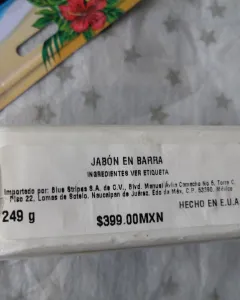 JABÓN EN BARRA
INGREDIENTES VER ETIQUETA
Importado por: Blue Stripes S.A. de C.V., Blvd. Manuel Ávila Camacho No 5, Torre C,
Piso 22, Lomas de Sotelo, Naucalpan de Juárez, Edo de Méx, C.P. 53390, México
249 g
$399.00MXN
HECHO EN E.U.A